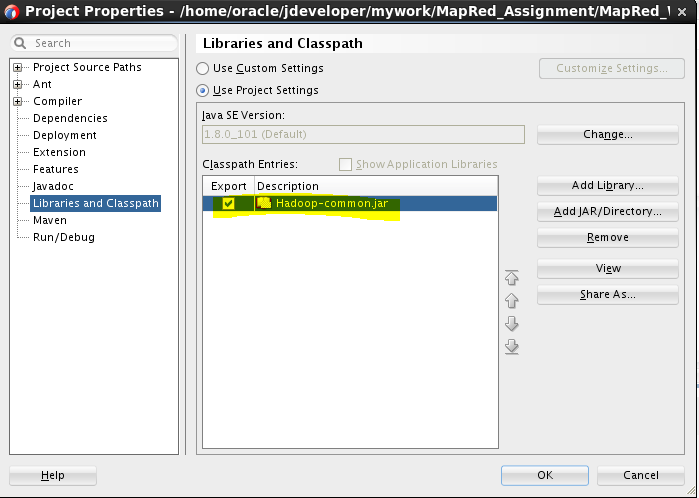 Project Properties - /home/oracle/jdeveloper/mywork/MapRed_Assignment/MapRed_
Search
Project Source Paths
Ant
Compiler
Dependencies
Deployment
Extension
Features
Javadoc
Libraries and Classpath
Maven
Run/Debug
Libraries and Classpath
Use Custom Settings
Customize Settings...
Use Project Settings
Java SE Version:
1.8.0_101 (Default)
Change...
Classpath Entries:
Show Application Libraries
Export
Description
Hadoop-common.jar
Add Library...
Add JAR/Directory...
Remove
View
Share As...
Help
OK
Cancel